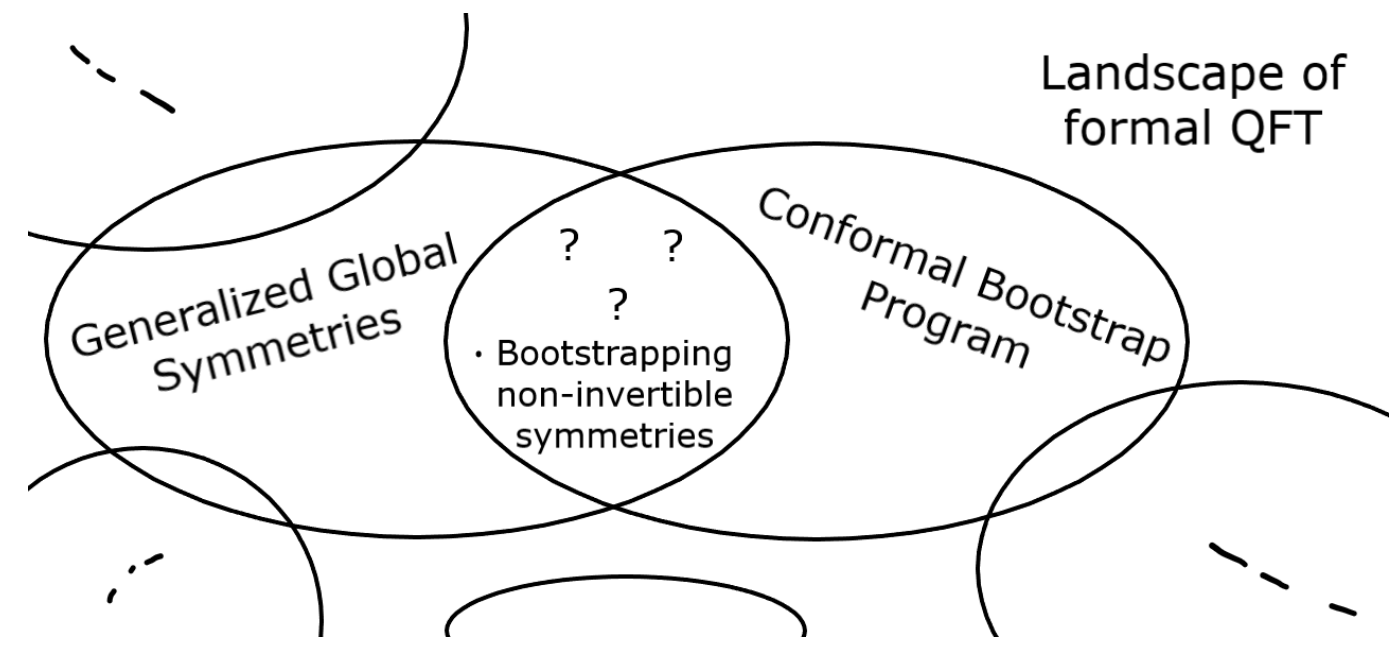 Landscape of
formal QFT
Generalized Global
Symmetries
? ?
?
· Bootstrapping
non-invertible
symmetries
Conformal Bootstrap
Program